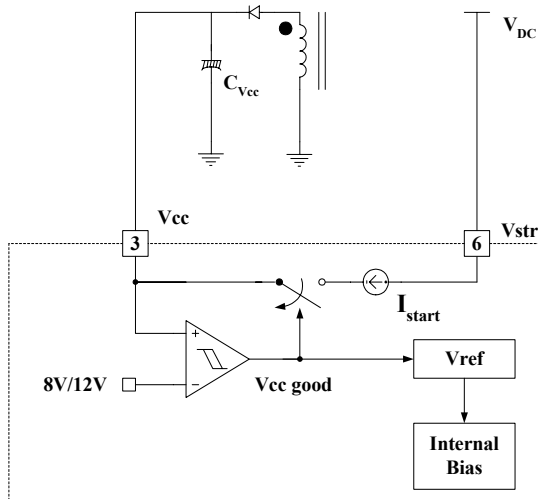 V_DC
C_Vcc
Vcc
Vstr
3
6
I_start
+
8V/12V
−
Vcc good
Vref
Internal
Bias